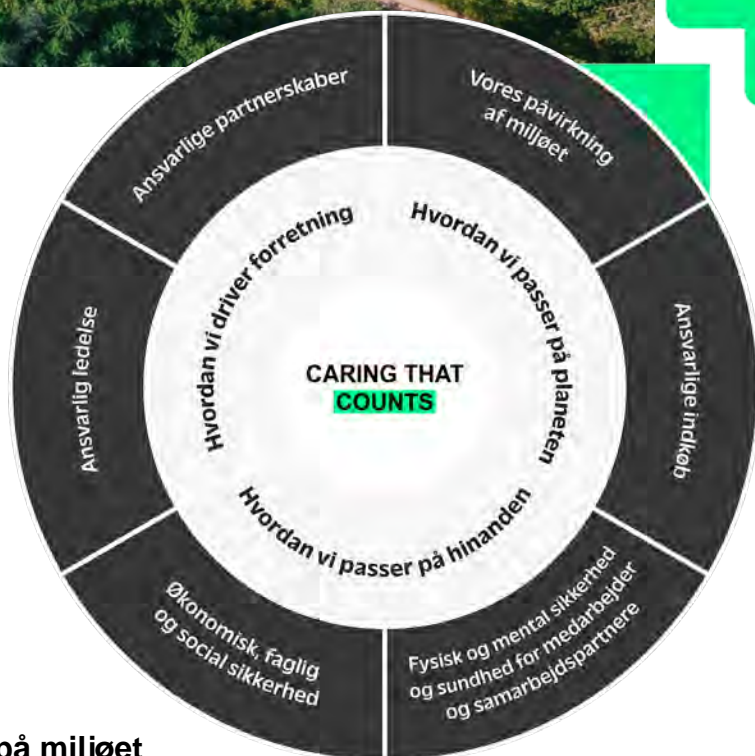 Ansvarlige partnerskaber
Vores påvirkning
af miljøet
Hvordan vi driver forretning
Hvordan vi passer på planeten
Ansvarlig ledelse
CARING THAT
COUNTS
Ansvarlige indkøb
Hvordan vi passer på hinanden
Økonomisk, faglig
og social sikkerhed
Fysisk og mental sikkerhed
og sundhed for medarbejder
og samarbejdspartnere
på miljøet